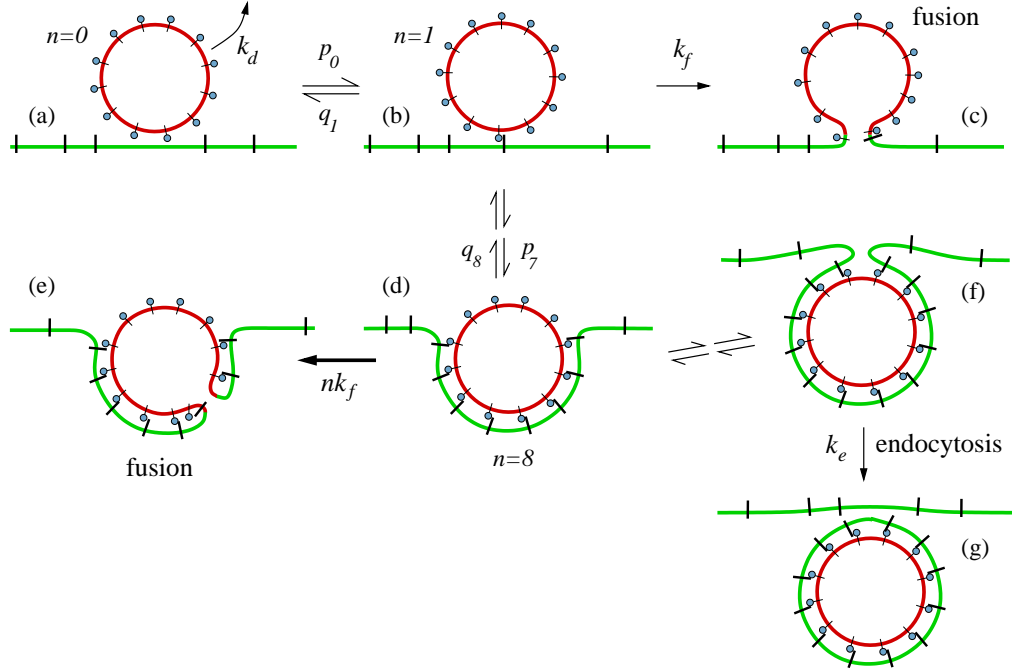 n=0
k_d
p_0
q_1
n=1
k_f
fusion
(a)
(b)
(c)
(e)
(d)
q_8
p_7
(f)
nk_f
fusion
n=8
k_e
endocytosis
(g)